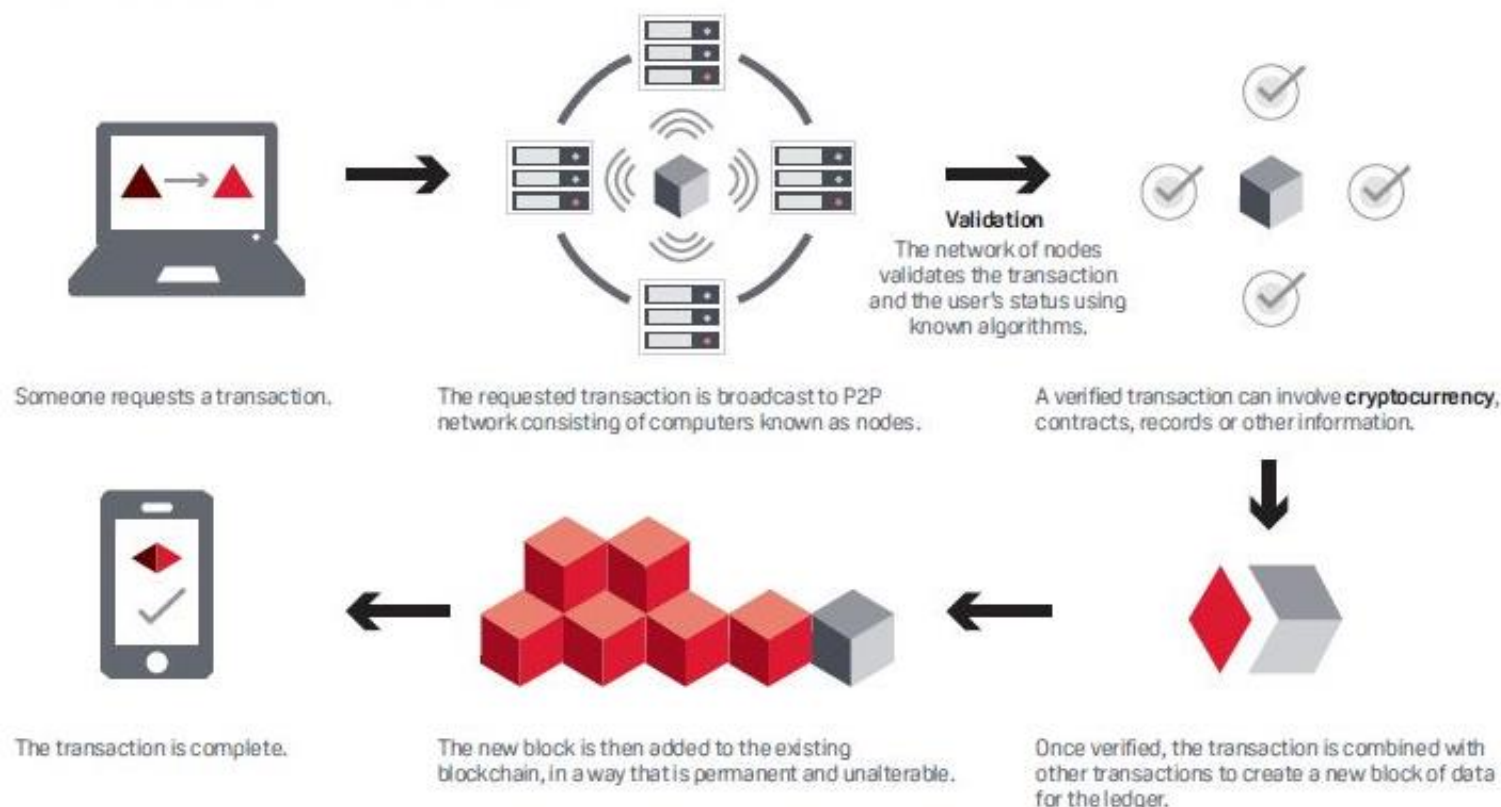 Validation
The network of nodes
validates the transaction
and the user's status using
known algorithms.
Someone requests a transaction.
The requested transaction is broadcast to P2P
network consisting of computers known as nodes.
A verified transaction can involve cryptocurrency,
contracts, records or other information.
The transaction is complete.
The new block is then added to the existing
blockchain, in a way that is permanent and unalterable.
Once verified, the transaction is combined with
other transactions to create a new block of data
for the ledger.